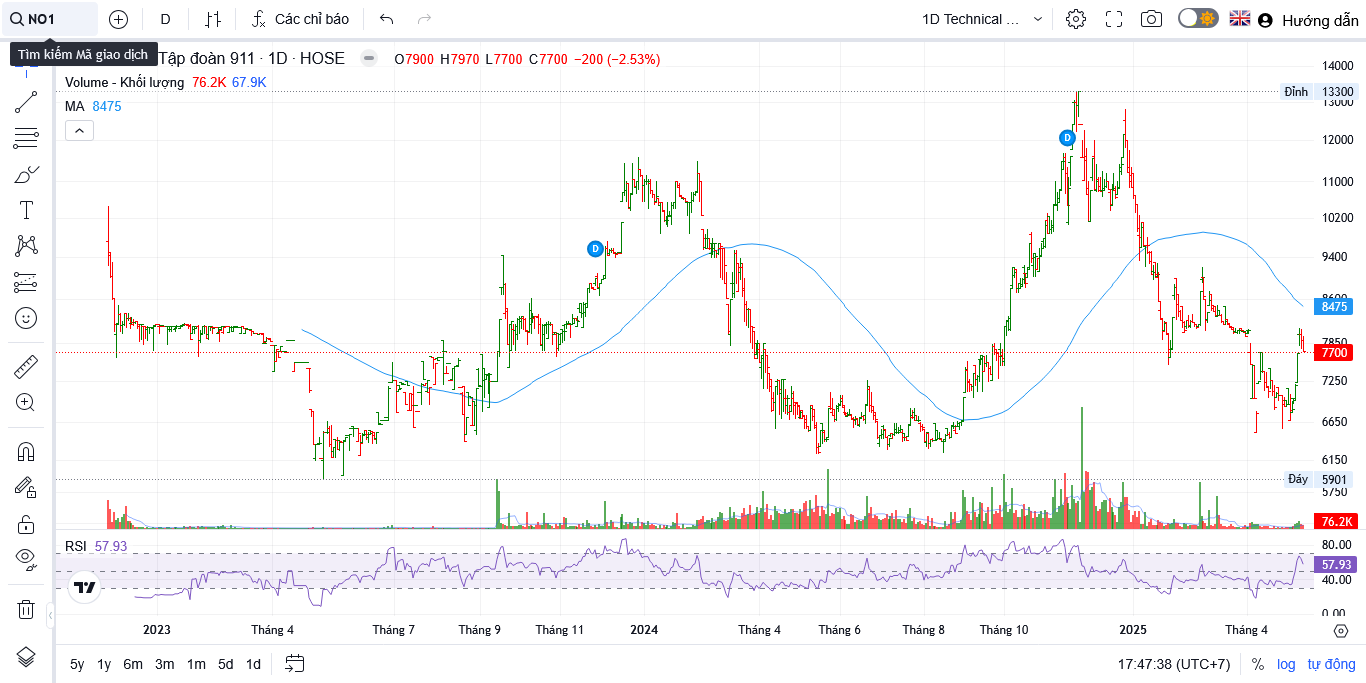 NO1
D
Các chỉ báo
1D Technical ...
Hướng dẫn
Tìm kiếm Mã giao dịch
Tập đoàn 911 · 1D · HOSE
O7900 H7970 L7700 C7700 −200 (−2.53%)
Volume - Khối lượng 76.2K 67.9K
MA 8475
14000
Đỉnh 13300
13000
D
12000
11000
10200
D
9400
8600
8475
7850
7700
7250
6650
6150
Đáy 5901
5750
76.2K
RSI 57.93
80.00
57.93
40.00
0.00
2023 Tháng 4 Tháng 7 Tháng 9 Tháng 11 2024 Tháng 4 Tháng 6 Tháng 8 Tháng 10 2025 Tháng 4
5y 1y 6m 3m 1m 5d 1d
17:47:38 (UTC+7) % log tự động